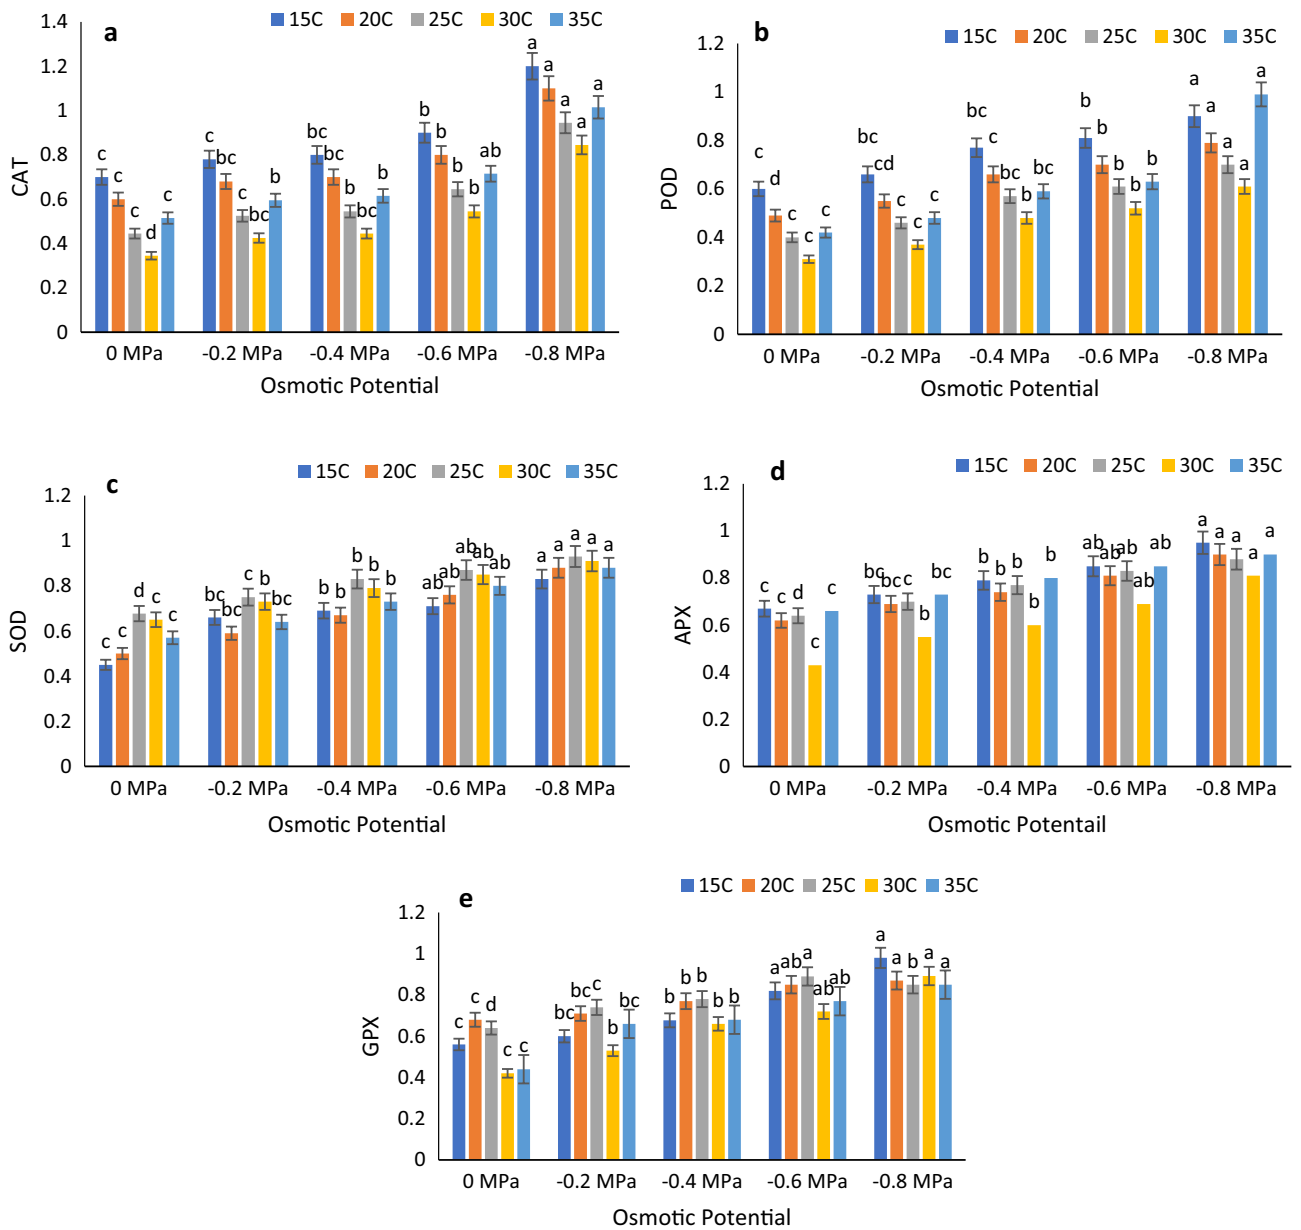 a
15C 20C 25C 30C 35C
1.4
1.2
1
0.8
0.6
0.4
0.2
0
CAT
c c c d c
c bc c bc b
bc bc b bc b
b b b b ab
a a a a a
0 MPa -0.2 MPa -0.4 MPa -0.6 MPa -0.8 MPa
Osmotic Potential
b
15C 20C 25C 30C 35C
1.2
1
0.8
0.6
0.4
0.2
0
POD
c d c c c
bc cd c c c
bc c bc b bc
b b b b b
a a a a a
0 MPa -0.2 MPa -0.4 MPa -0.6 MPa -0.8 MPa
Osmotic Potential
c
15C 20C 25C 30C 35C
1.2
1
0.8
0.6
0.4
0.2
0
SOD
c c d c c
bc bc c b bc
b b b b b
ab ab ab ab ab
a a a a a
0 MPa -0.2 MPa -0.4 MPa -0.6 MPa -0.8 MPa
Osmotic Potential
d
15C 20C 25C 30C 35C
1.2
1
0.8
0.6
0.4
0.2
0
APX
c c d c c
bc bc c b bc
b b b b b
ab ab ab ab ab
a a a a a
0 MPa -0.2 MPa -0.4 MPa -0.6 MPa -0.8 MPa
Osmotic Potentail
e
15C 20C 25C 30C 35C
1.2
1
0.8
0.6
0.4
0.2
0
GPX
c c d c c
bc bc c b bc
b b b b b
a ab a ab ab
a a b a a
0 MPa -0.2 MPa -0.4 MPa -0.6 MPa -0.8 MPa
Osmotic Potential